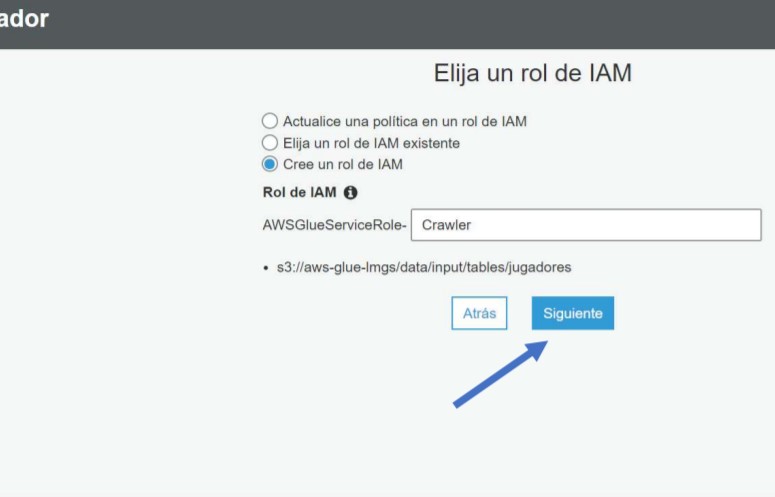 ador
Elija un rol de IAM
Actualice una política en un rol de IAM
Elija un rol de IAM existente
Cree un rol de IAM
Rol de IAM
AWSGlueServiceRole- Crawler
• s3://aws-glue-lmgs/data/input/tables/jugadores
Atrás Siguiente